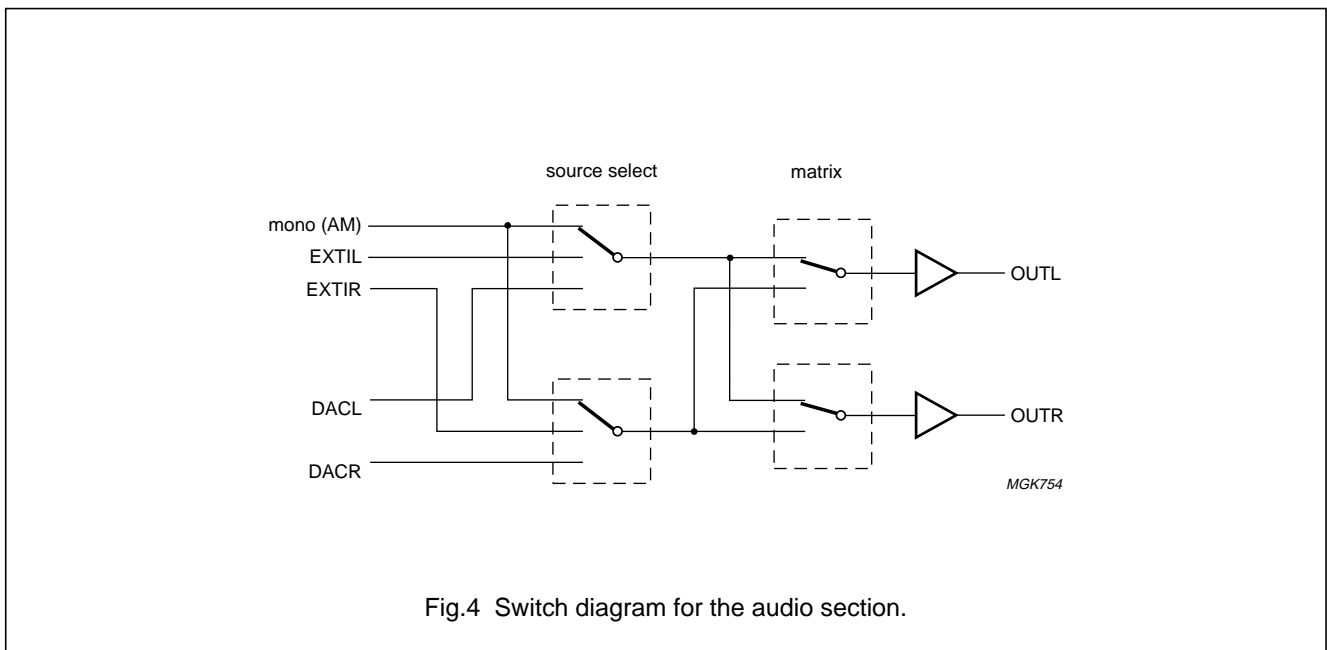 source select
matrix
mono (AM)
EXTIL
EXTIR
OUTL
DACL
OUTR
DACR
MGK754
Fig.4 Switch diagram for the audio section.